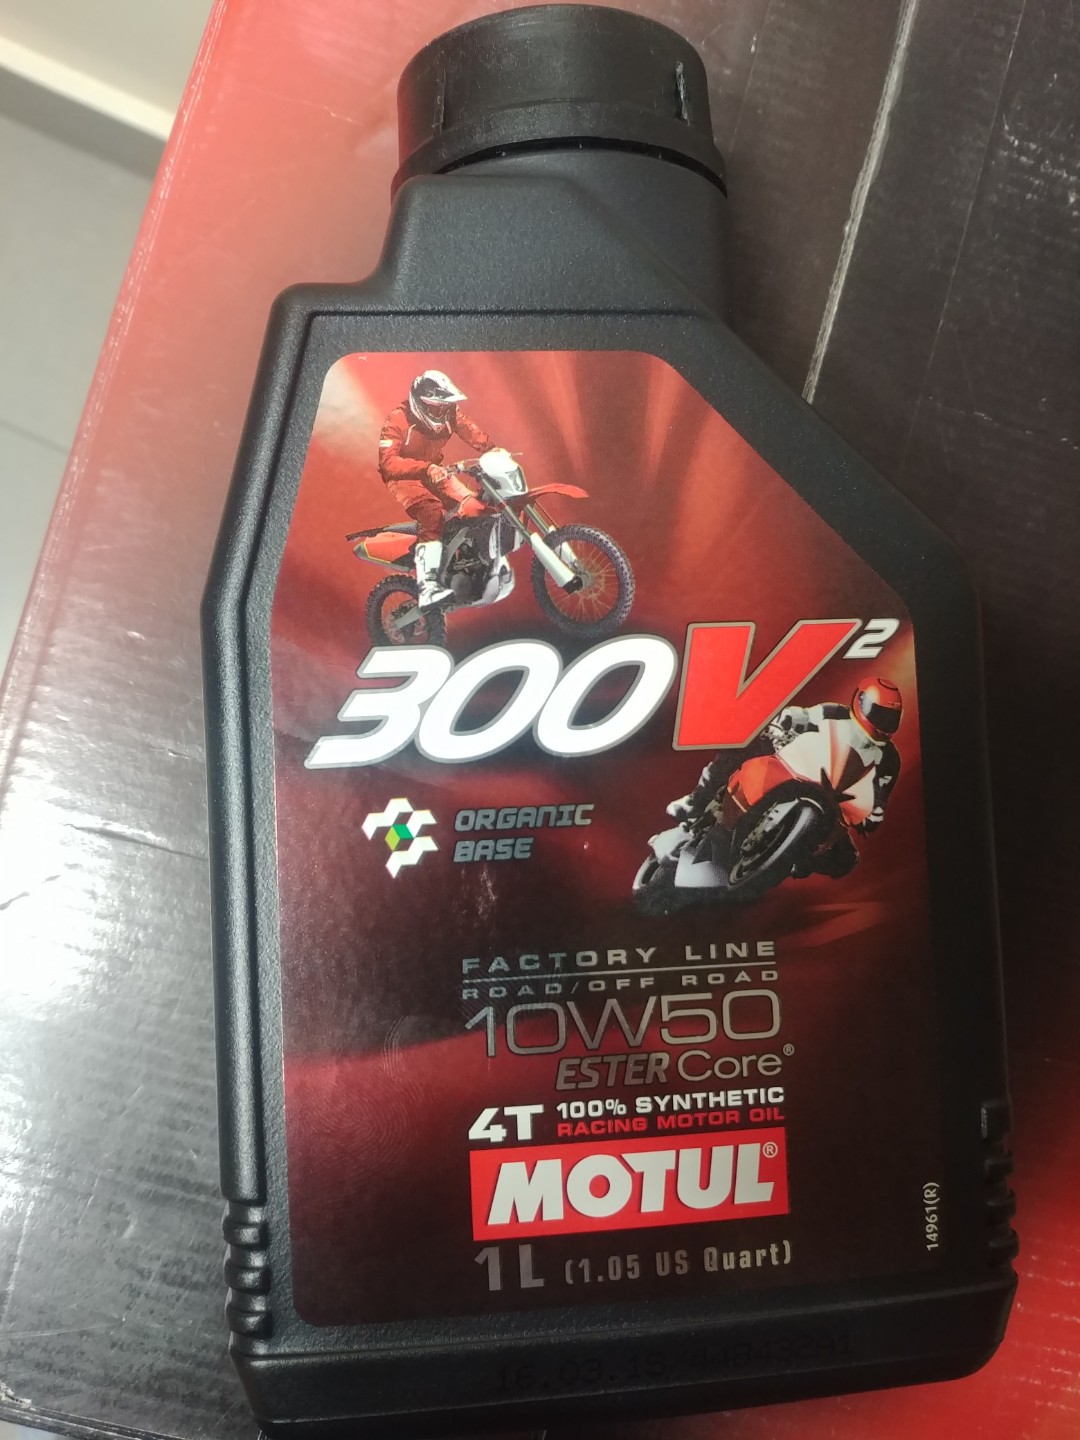 300V²
ORGANIC
BASE
FACTORY LINE
ROAD/OFF ROAD
10W50
ESTER Core®
4T 100% SYNTHETIC
RACING MOTOR OIL
MOTUL®
1L (1.05 US Quart)
14961(R)